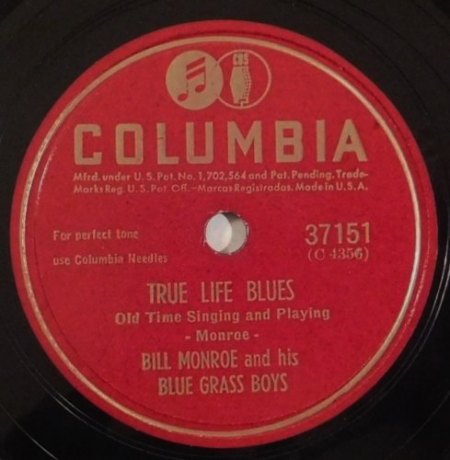 CBS
COLUMBIA
Mfrd. under U.S. Pat. No. 1,702,564 and Pat. Pending. Trade-
Marks Reg. U.S. Pat. Off.—Marcas Registradas. Made in U.S.A.
For perfect tone
use Columbia Needles
37151
(C 4356)
TRUE LIFE BLUES
Old Time Singing and Playing
- Monroe -
BILL MONROE and his
BLUE GRASS BOYS